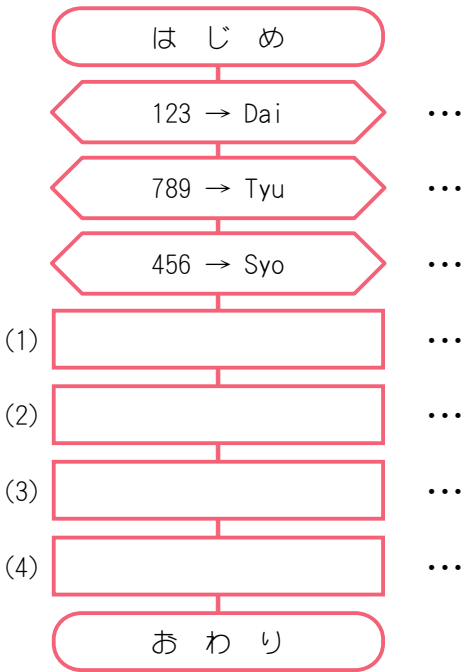 はじめ
123 → Dai …
789 → Tyu …
456 → Syo …
(1) …
(2) …
(3) …
(4) …
おわり